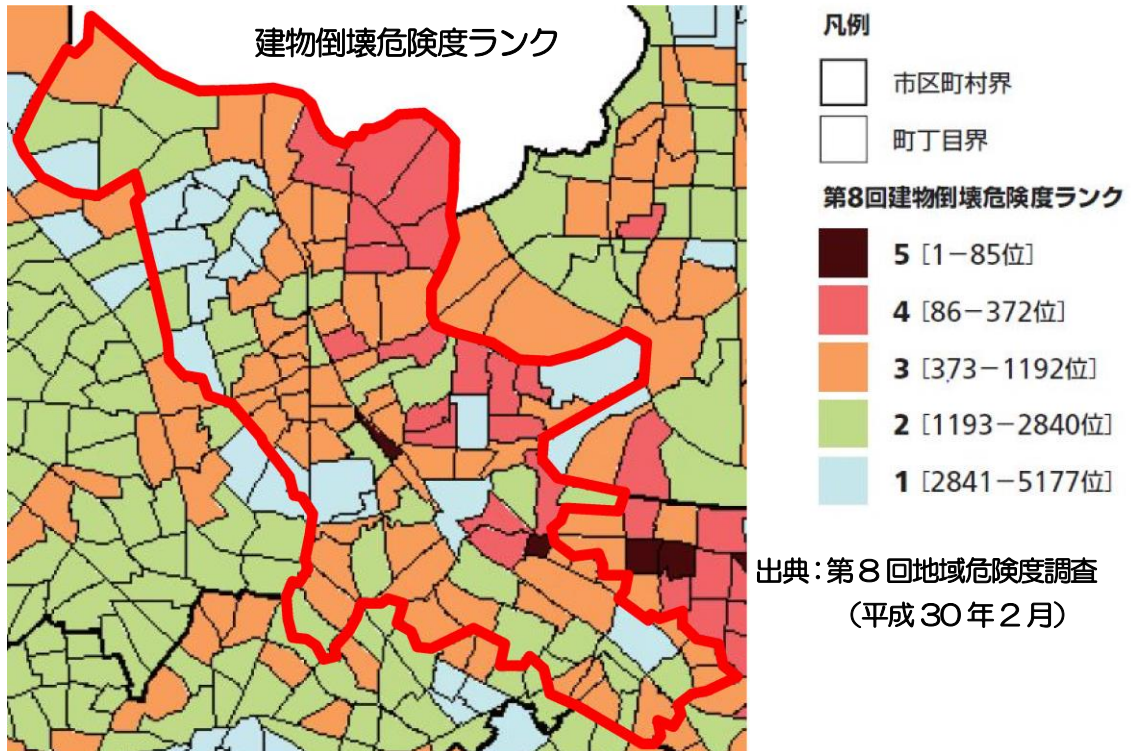 建物倒壊危険度ランク
凡例
市区町村界
町丁目界
第8回建物倒壊危険度ランク
5 [1－85位]
4 [86－372位]
3 [373－1192位]
2 [1193－2840位]
1 [2841－5177位]
出典：第８回地域危険度調査
（平成30年２月）